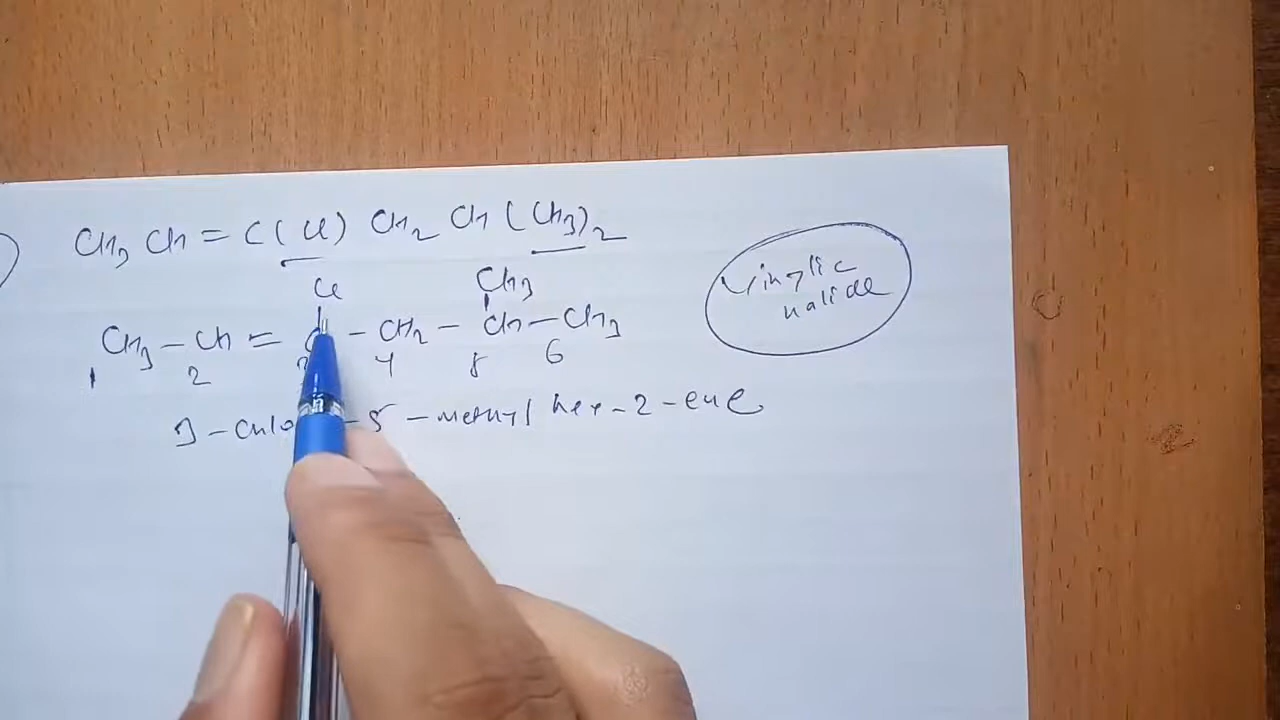 CH3 CH = C(Cl) CH2 CH (CH3)2
Cl CH3
CH3 – CH = C – CH2 – CH – CH3
1 2 3 4 5 6
3 – chlo – 5 – methyl hex – 2 – ene
Vinylic
halide